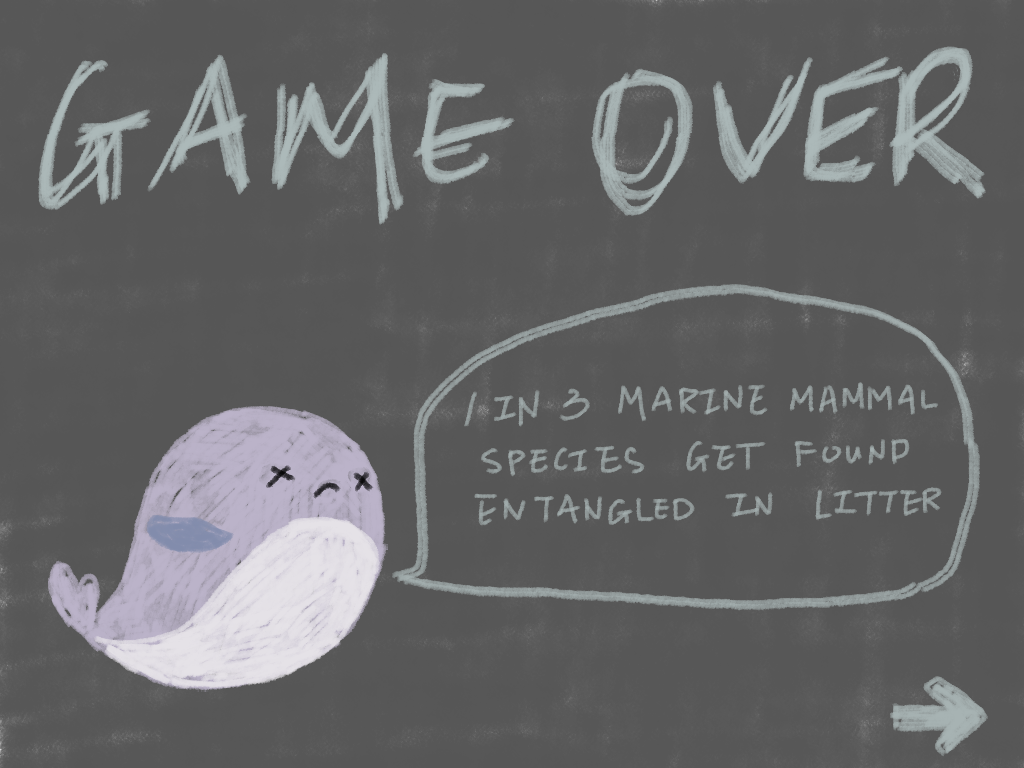 GAME OVER
1 IN 3 MARINE MAMMAL
SPECIES GET FOUND
ENTANGLED IN LITTER